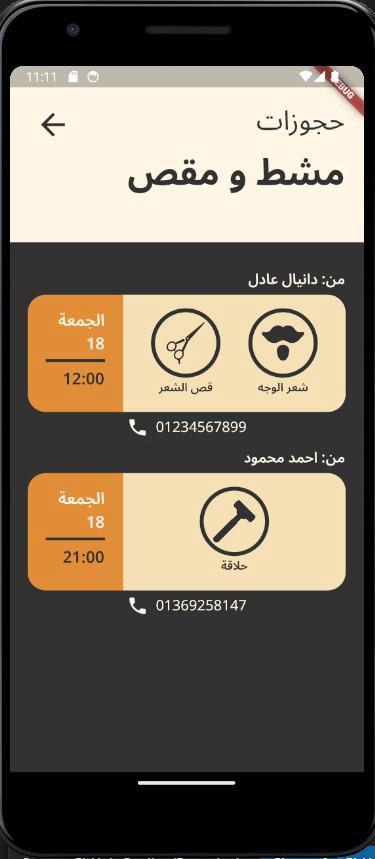 11:11
حجوزات
مشط و مقص
من: دانيال عادل
شعر الوجه
قص الشعر
الجمعة
18
12:00
01234567899
من: احمد محمود
حلاقة
الجمعة
18
21:00
01369258147